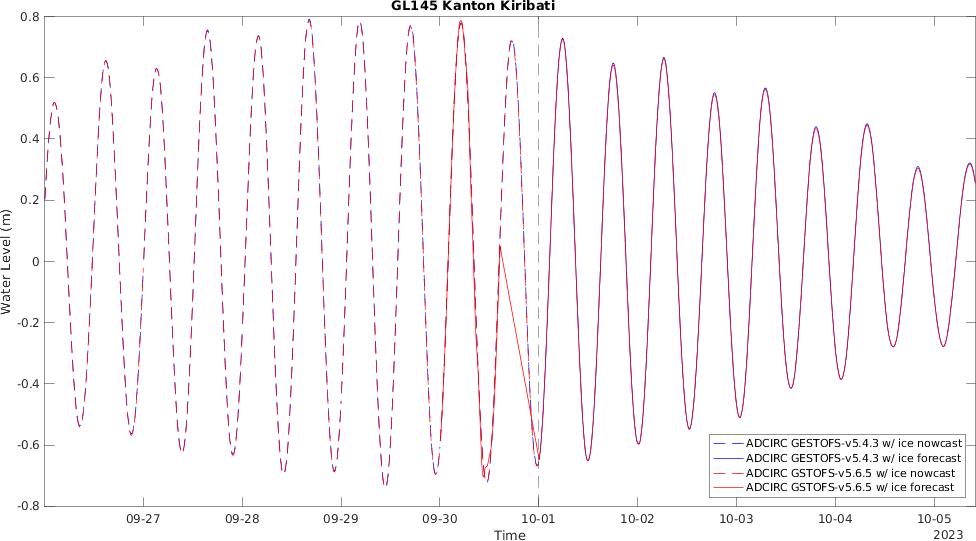 GL145 Kanton Kiribati
Water Level (m)
0.8
0.6
0.4
0.2
0
-0.2
-0.4
-0.6
-0.8
ADCIRC GESTOFS-v5.4.3 w/ ice nowcast
ADCIRC GESTOFS-v5.4.3 w/ ice forecast
ADCIRC GSTOFS-v5.6.5 w/ ice nowcast
ADCIRC GSTOFS-v5.6.5 w/ ice forecast
09-27 09-28 09-29 09-30 10-01 10-02 10-03 10-04 10-05
Time
2023